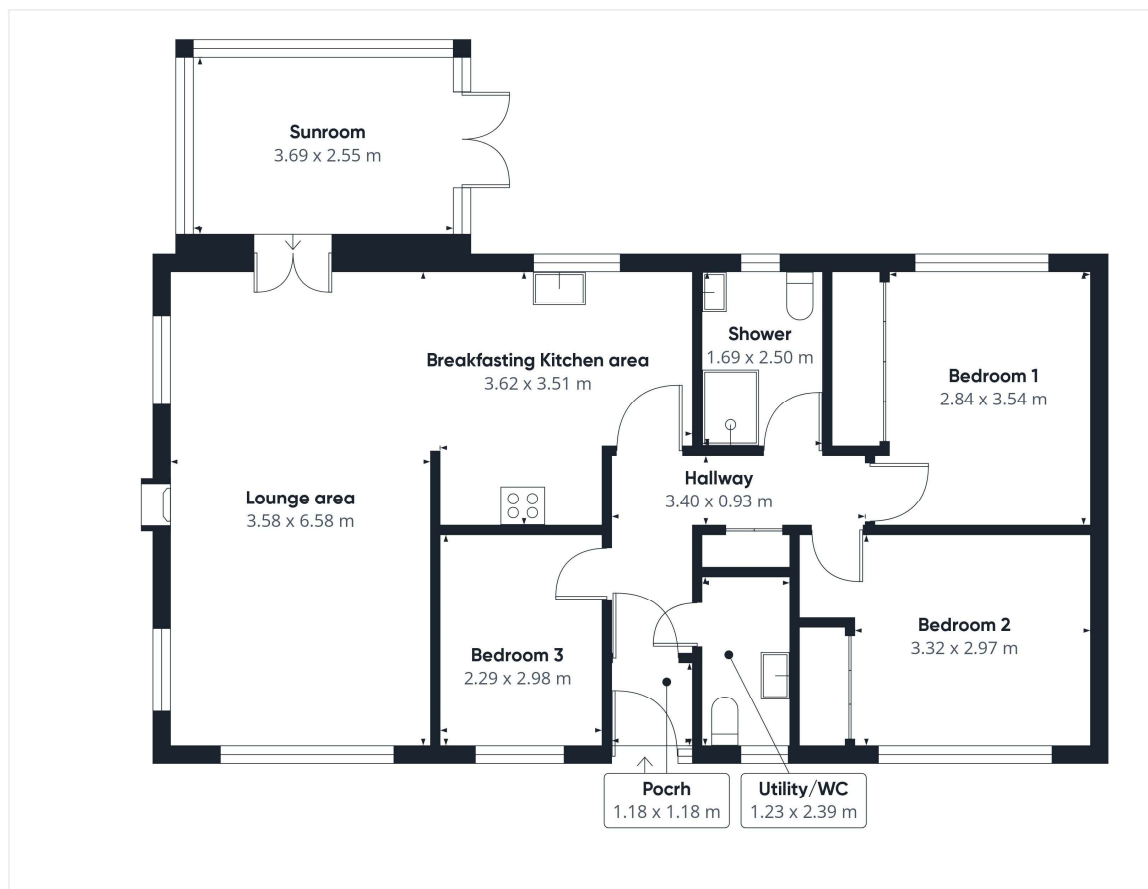 Sunroom
3.69 x 2.55 m
Breakfasting Kitchen area
3.62 x 3.51 m
Shower
1.69 x 2.50 m
Bedroom 1
2.84 x 3.54 m
Lounge area
3.58 x 6.58 m
Hallway
3.40 x 0.93 m
Bedroom 3
2.29 x 2.98 m
Bedroom 2
3.32 x 2.97 m
Pocrh
1.18 x 1.18 m
Utility/WC
1.23 x 2.39 m